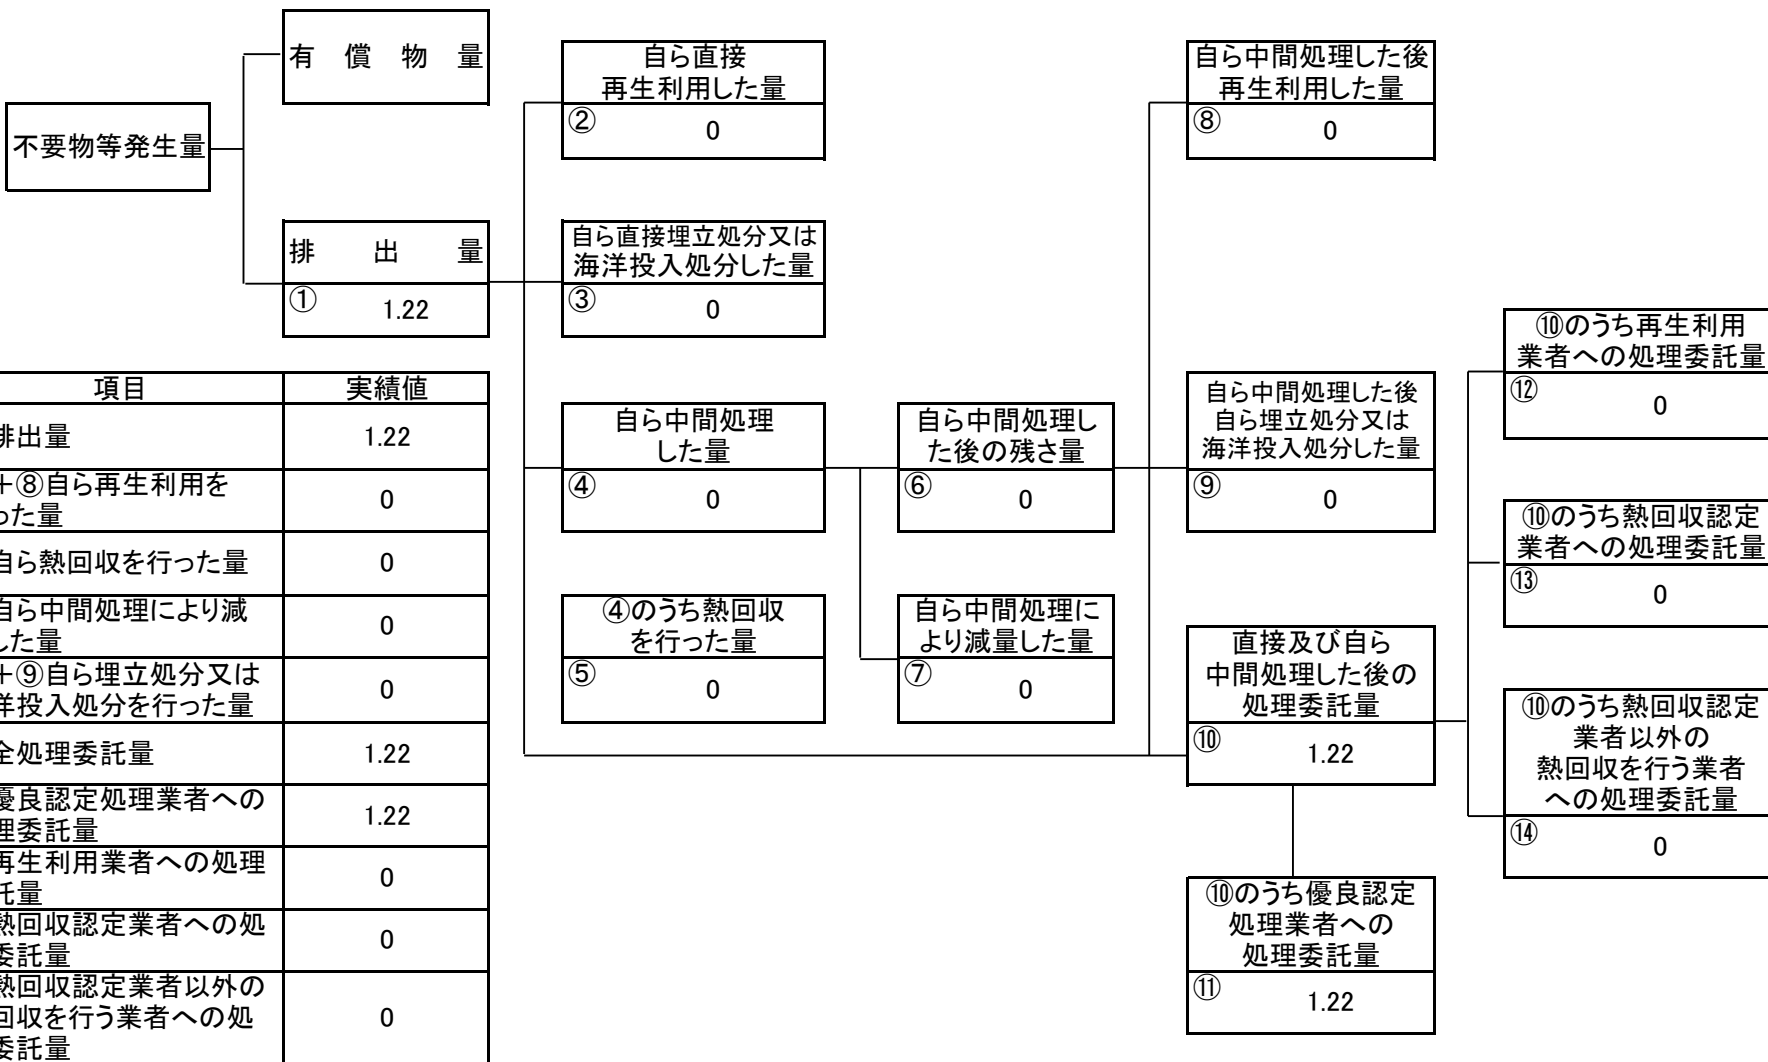 不要物等発生量
有償物量
排出量
① 1.22
自ら直接
再生利用した量
② 0
自ら直接埋立処分又は
海洋投入処分した量
③ 0
自ら中間処理
した量
④ 0
④のうち熱回収
を行った量
⑤ 0
自ら中間処理し
た後の残さ量
⑥ 0
自ら中間処理に
より減量した量
⑦ 0
自ら中間処理した後
再生利用した量
⑧ 0
自ら中間処理した後
自ら埋立処分又は
海洋投入処分した量
⑨ 0
直接及び自ら
中間処理した後の
処理委託量
⑩ 1.22
⑩のうち優良認定
処理業者への
処理委託量
⑪ 1.22
⑩のうち再生利用
業者への処理委託量
⑫ 0
⑩のうち熱回収認定
業者への処理委託量
⑬ 0
⑩のうち熱回収認定
業者以外の
熱回収を行う業者
への処理委託量
⑭ 0
項目 実績値
排出量 1.22
+⑧自ら再生利用を
った量 0
自ら熱回収を行った量 0
自ら中間処理により減
した量 0
+⑨自ら埋立処分又は
洋投入処分を行った量 0
全処理委託量 1.22
優良認定処理業者への
理委託量 1.22
再生利用業者への処理
託量 0
熱回収認定業者への処
委託量 0
熱回収認定業者以外の
回収を行う業者への処
委託量 0